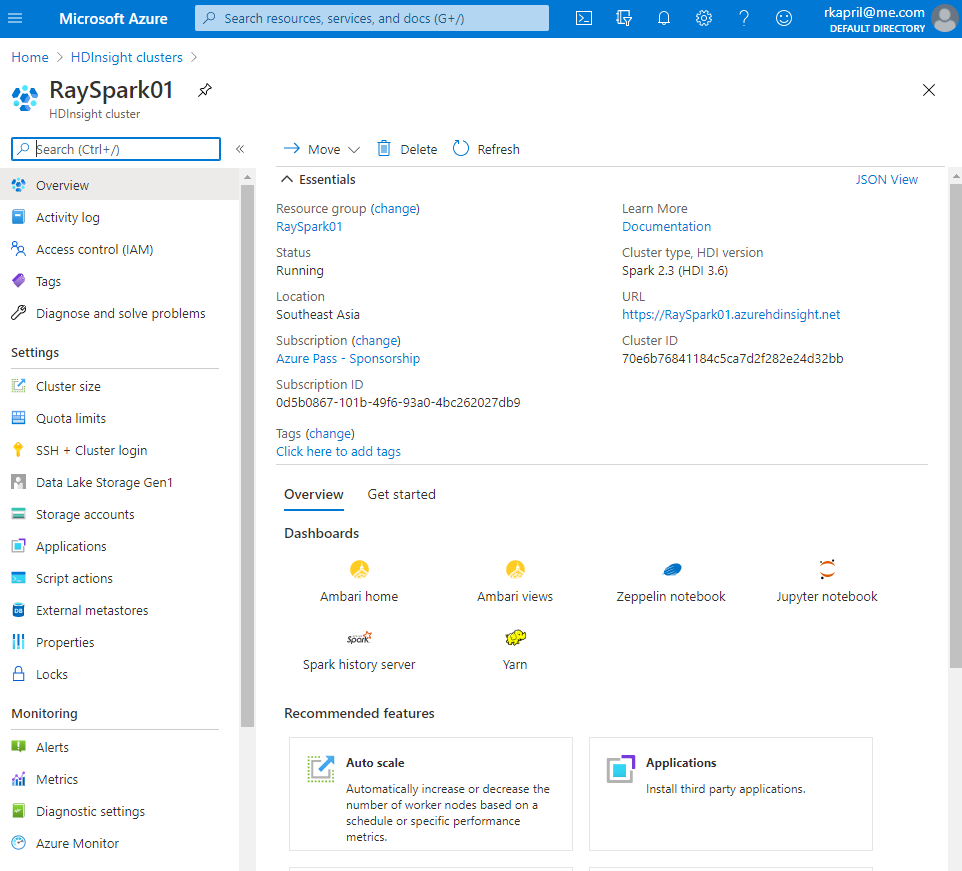 Microsoft Azure
Search resources, services, and docs (G+/)
rkapril@me.com
DEFAULT DIRECTORY
Home > HDInsight clusters >
RaySpark01
HDInsight cluster
Search (Ctrl+/)
«
Overview
Activity log
Access control (IAM)
Tags
Diagnose and solve problems
Settings
Cluster size
Quota limits
SSH + Cluster login
Data Lake Storage Gen1
Storage accounts
Applications
Script actions
External metastores
Properties
Locks
Monitoring
Alerts
Metrics
Diagnostic settings
Azure Monitor
Move
Delete
Refresh
Essentials
JSON View
Resource group (change)
RaySpark01
Status
Running
Location
Southeast Asia
Subscription (change)
Azure Pass - Sponsorship
Subscription ID
0d5b0867-101b-49f6-93a0-4bc262027db9
Learn More
Documentation
Cluster type, HDI version
Spark 2.3 (HDI 3.6)
URL
https://RaySpark01.azurehdinsight.net
Cluster ID
70e6b76841184c5ca7d2f282e24d32bb
Tags (change)
Click here to add tags
Overview
Get started
Dashboards
Ambari home
Ambari views
Zeppelin notebook
Jupyter notebook
Spark
Spark history server
Yarn
Recommended features
Auto scale
Automatically increase or decrease the
number of worker nodes based on a
schedule or specific performance
metrics.
Applications
Install third party applications.